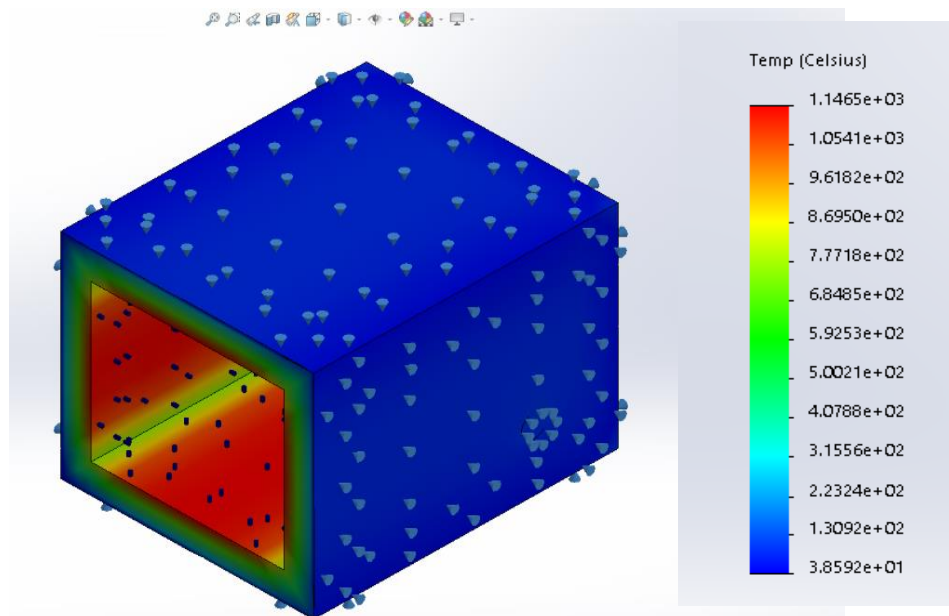 Temp (Celsius)
1.1465e+03
1.0541e+03
9.6182e+02
8.6950e+02
7.7718e+02
6.8485e+02
5.9253e+02
5.0021e+02
4.0788e+02
3.1556e+02
2.2324e+02
1.3092e+02
3.8592e+01